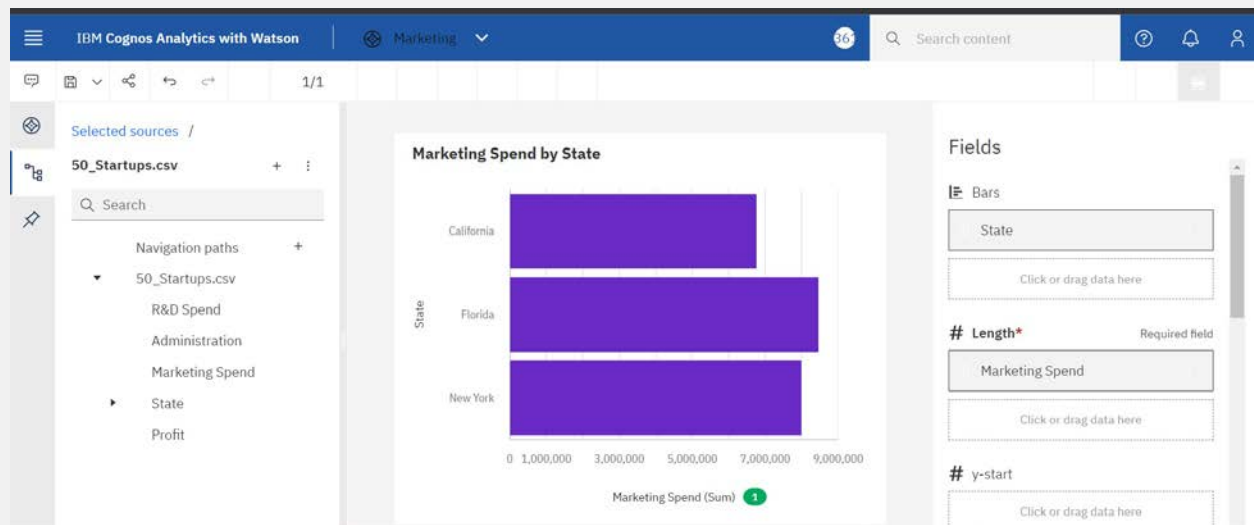 IBM Cognos Analytics with Watson
Marketing
Search content
1/1
Selected sources /
50_Startups.csv
Search
Navigation paths
50_Startups.csv
R&D Spend
Administration
Marketing Spend
State
Profit
Marketing Spend by State
State
California
Florida
New York
0 1,000,000 3,000,000 5,000,000 7,000,000 9,000,000
Marketing Spend (Sum) 1
Fields
Bars
State
Click or drag data here
# Length* Required field
Marketing Spend
Click or drag data here
# y-start
Click or drag data here